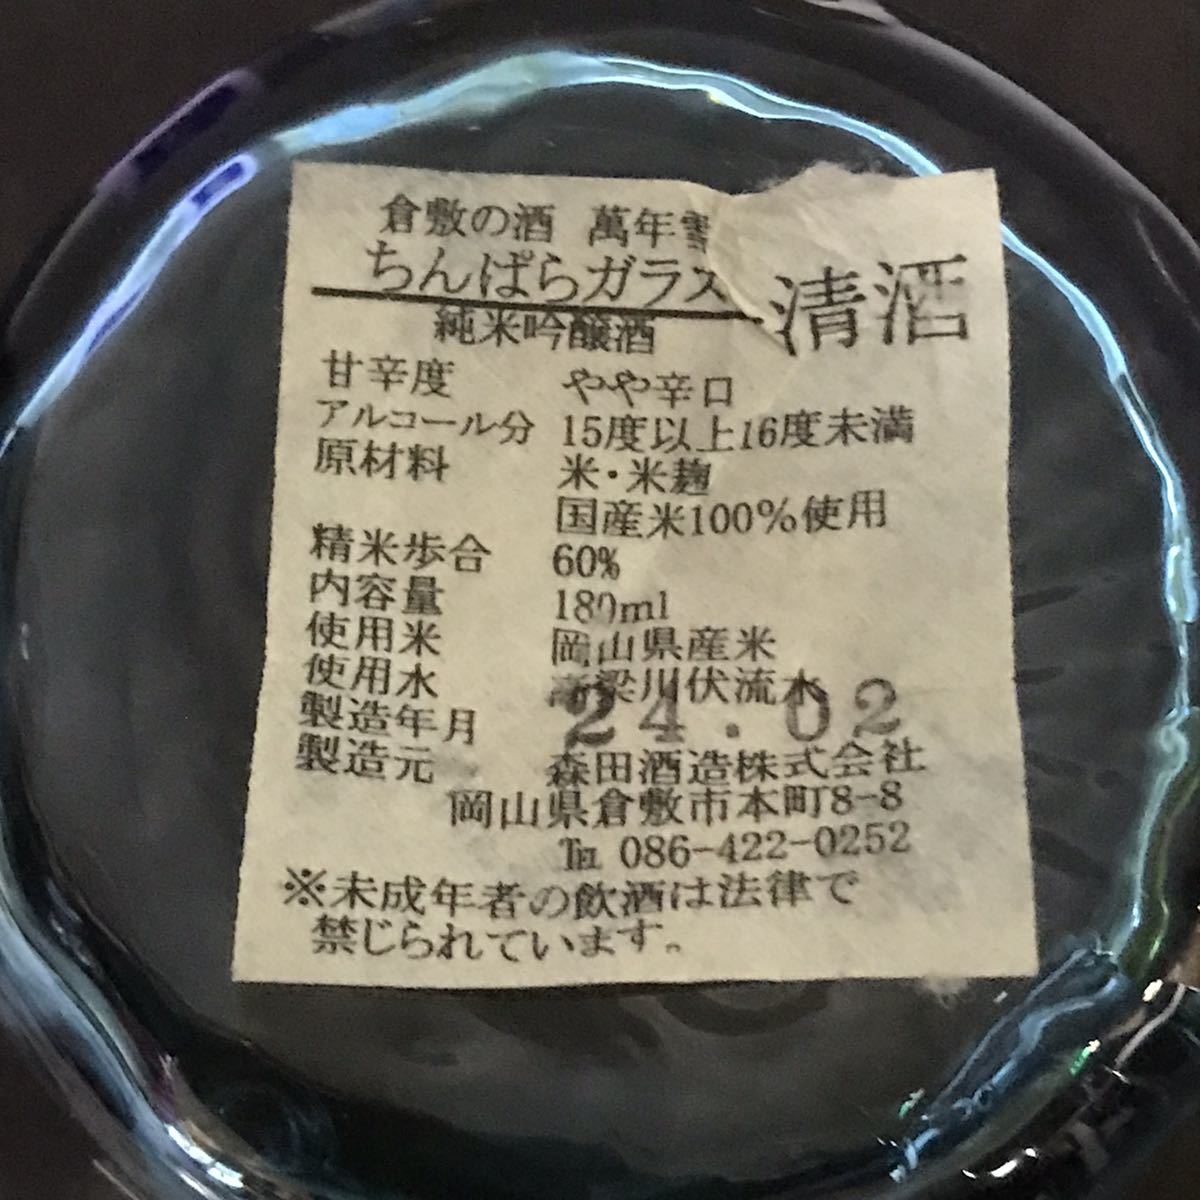 倉敷の酒 萬年雪
ちんぱらガラス
清酒
純米吟醸酒
甘辛度 やや辛口
アルコール分 15度以上16度未満
原材料 米・米麹
国産米100%使用
精米歩合 60%
内容量 180ml
使用米 岡山県産米
使用水 高梁川伏流水
製造年月 24.02
製造元 森田酒造株式会社
岡山県倉敷市本町8-8
℡ 086-422-0252
※未成年者の飲酒は法律で
禁じられています。